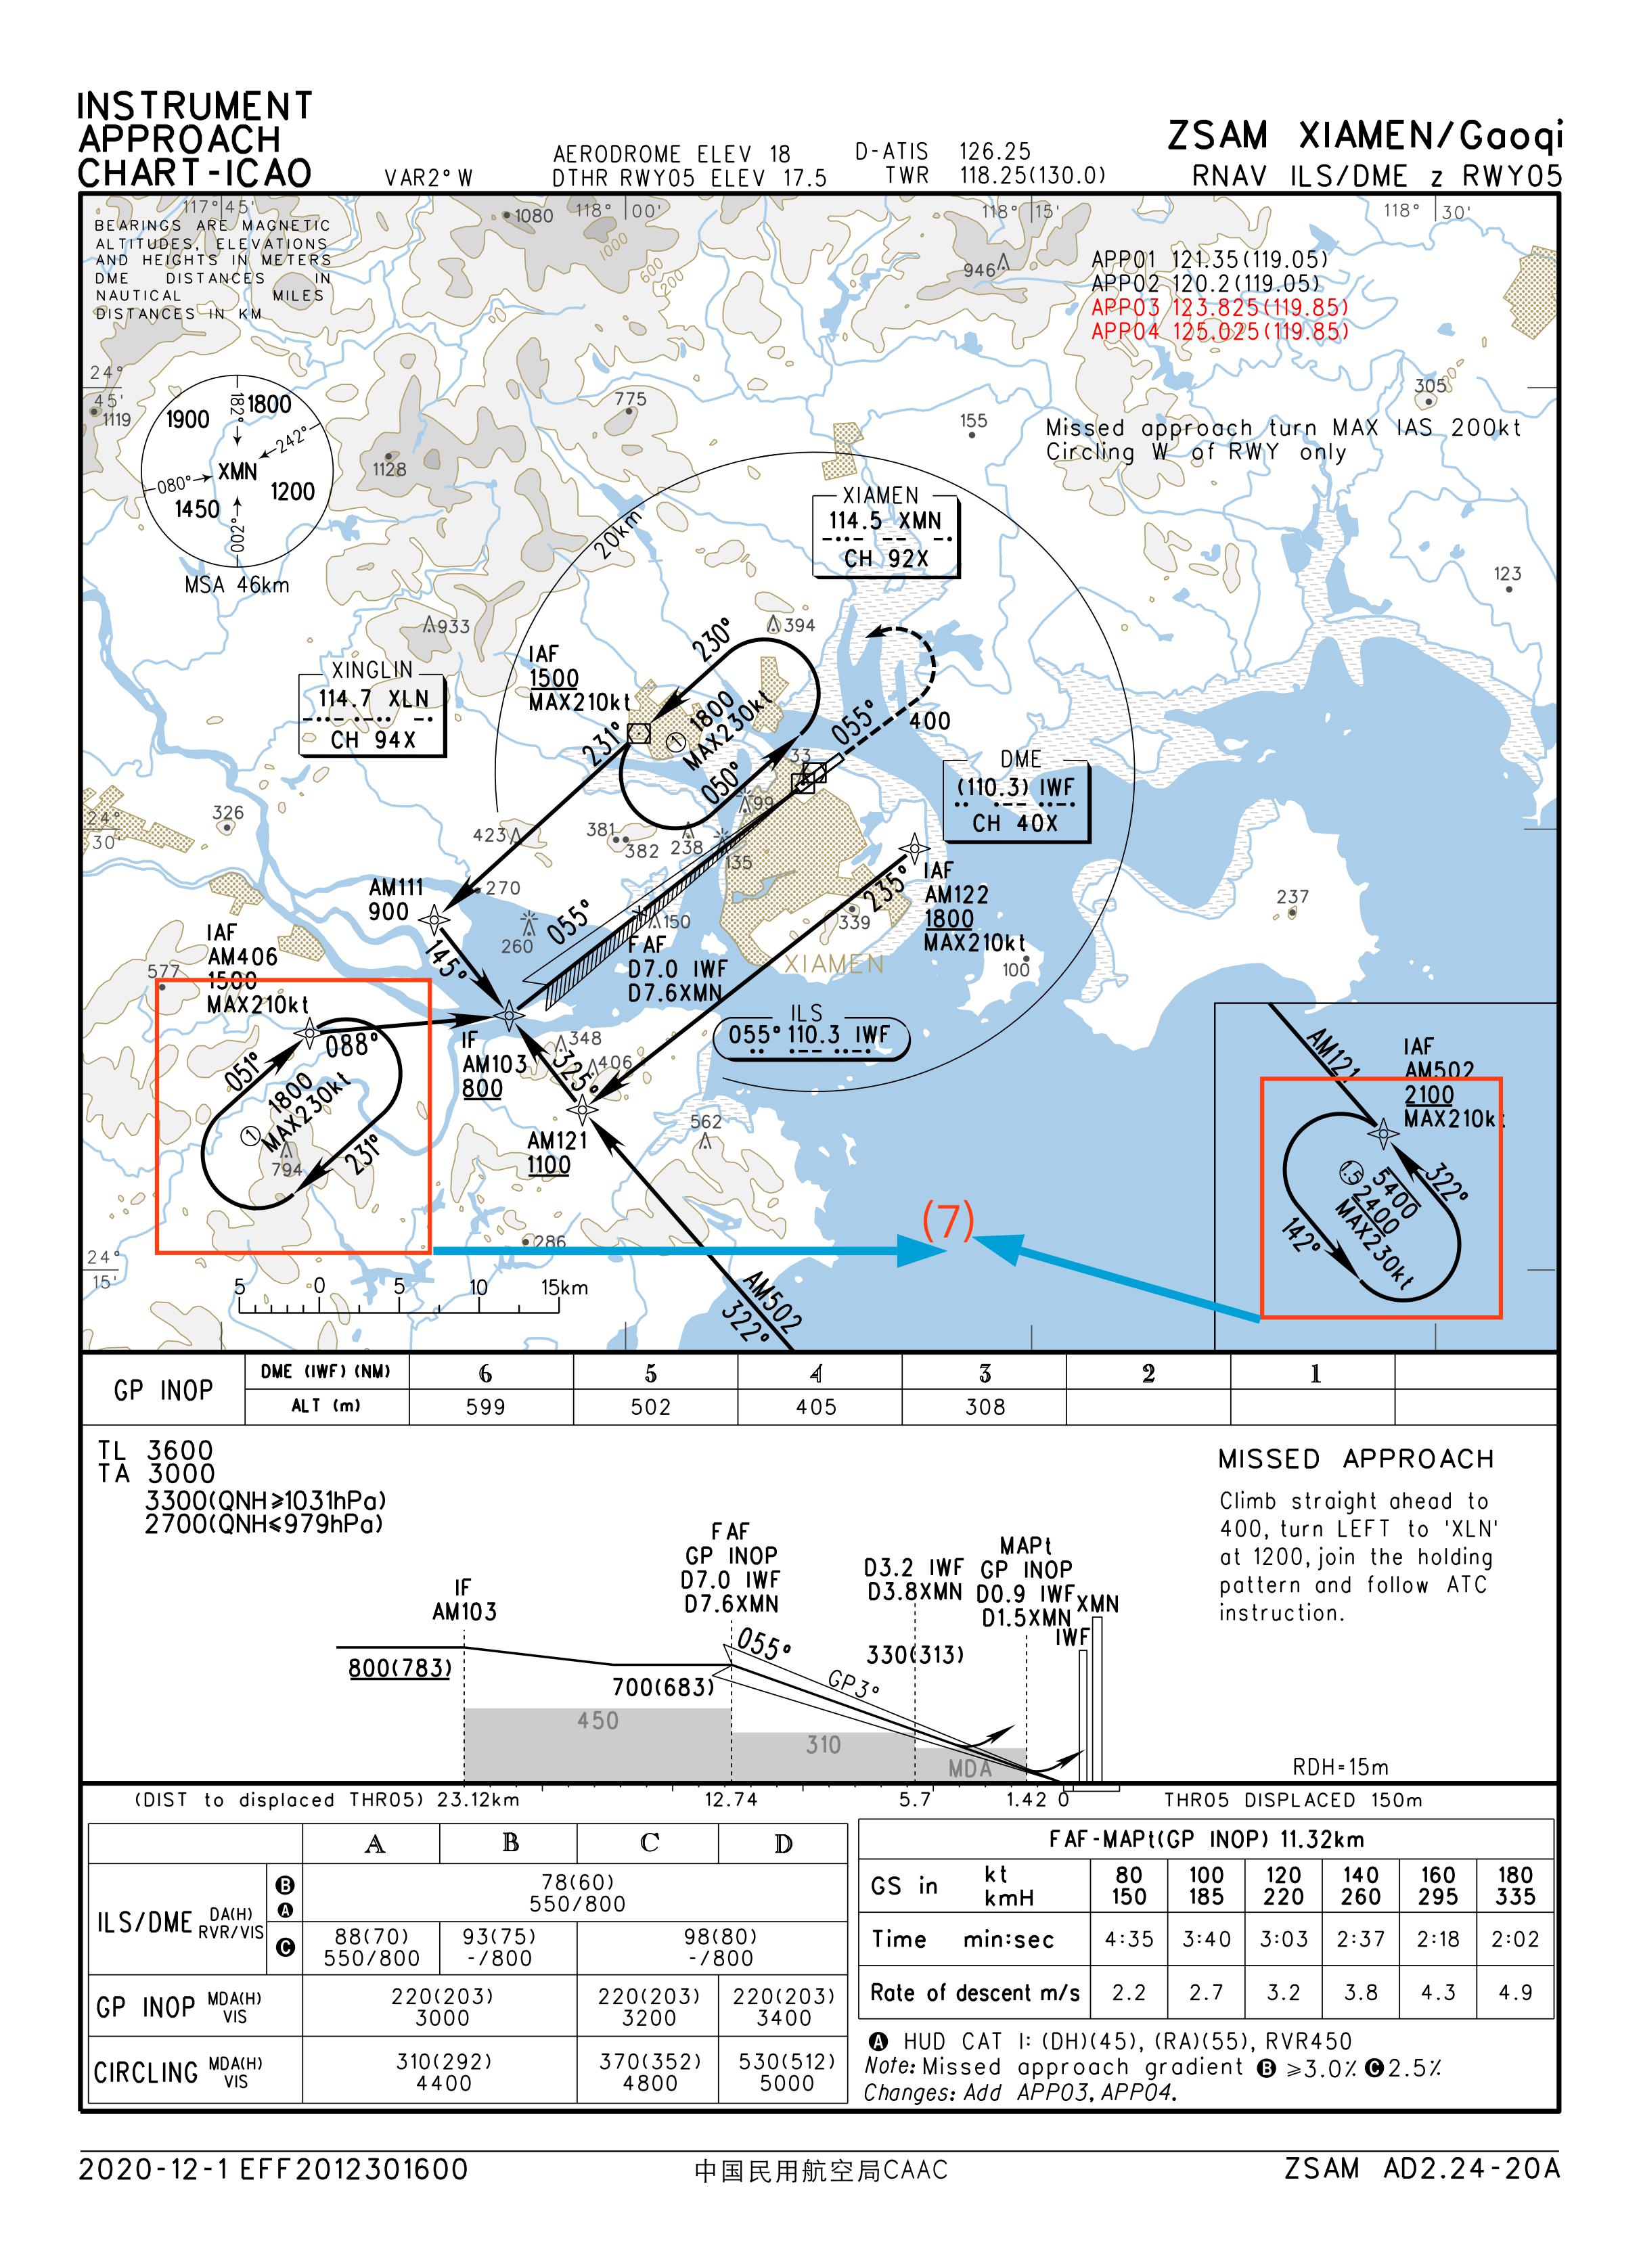 INSTRUMENT
APPROACH
CHART-ICAO
VAR2° W
AERODROME ELEV 18
DTHR RWY05 ELEV 17.5
D-ATIS 126.25
TWR 118.25(130.0)
ZSAM XIAMEN/Gaoqi
RNAV ILS/DME z RWY05
117° 45'
118° 00'
118° 15'
118° 30'
BEARINGS ARE MAGNETIC
ALTITUDES, ELEVATIONS
AND HEIGHTS IN METERS
DME DISTANCES IN
NAUTICAL MILES
DISTANCES IN KM
1080
1000
600
200
946
APP01 121.35(119.05)
APP02 120.2(119.05)
APP03 123.825(119.85)
APP04 125.025(119.85)
24°
45'
1119
1900
1800
182°
242°
XMN
080°
1450
1200
002°
MSA 46km
1128
775
155
305
Missed approach turn MAX IAS 200kt
Circling W of RWY only
20km
XIAMEN
114.5 XMN
CH 92X
123
933
394
230°
IAF
1500
MAX210kt
XINGLIN
114.7 XLN
CH 94X
231°
1
1800
MAX230kt
050°
055°
400
33
DME
(110.3) IWF
CH 40X
99
326
24°
30'
423
381
382
238
135
235°
IAF
AM122
1800
MAX210kt
AM111
900
270
260
055°
150
339
237
FAF
D7.0 IWF
D7.6XMN
XIAMEN
100
IAF
AM406
1500
MAX210kt
577
145°
ILS
055° 110.3 IWF
088°
IF
AM103
800
348
406
325°
051°
1
1800
MAX230kt
794
231°
AM121
1100
562
AM121
IAF
AM502
2100
MAX210kt
322°
1.5
5400
2400
MAX230kt
142°
(7)
286
24°
15'
5 0 5 10 15km
AM502
322°
GP INOP
DME (IWF) (NM) 6 5 4 3 2 1
ALT (m) 599 502 405 308
TL 3600
TA 3000
3300(QNH≥1031hPa)
2700(QNH≤979hPa)
MISSED APPROACH
Climb straight ahead to
400, turn LEFT to 'XLN'
at 1200, join the holding
pattern and follow ATC
instruction.
IF
AM103
FAF
GP INOP
D7.0 IWF
D7.6XMN
D3.2 IWF
D3.8XMN
MAPt
GP INOP
D0.9 IWF
D1.5XMN
XMN
IWF
800(783)
055°
700(683)
GP3°
330(313)
450
310
MDA
RDH=15m
(DIST to displaced THR05) 23.12km 12.74 5.7 1.42 0 THR05 DISPLACED 150m
A B C D
ILS/DME DA(H) RVR/VIS
B
A
78(60)
550/800
C
88(70)
550/800
93(75)
-/800
98(80)
-/800
GP INOP MDA(H) VIS
220(203)
3000
220(203)
3200
220(203)
3400
CIRCLING MDA(H) VIS
310(292)
4400
370(352)
4800
530(512)
5000
FAF-MAPt(GP INOP) 11.32km
GS in kt 80 100 120 140 160 180
kmH 150 185 220 260 295 335
Time min:sec 4:35 3:40 3:03 2:37 2:18 2:02
Rate of descent m/s 2.2 2.7 3.2 3.8 4.3 4.9
A HUD CAT I: (DH)(45), (RA)(55), RVR450
Note: Missed approach gradient B ≥3.0% C 2.5%
Changes: Add APP03, APP04.
2020-12-1 EFF2012301600
中国民用航空局CAAC
ZSAM AD2.24-20A